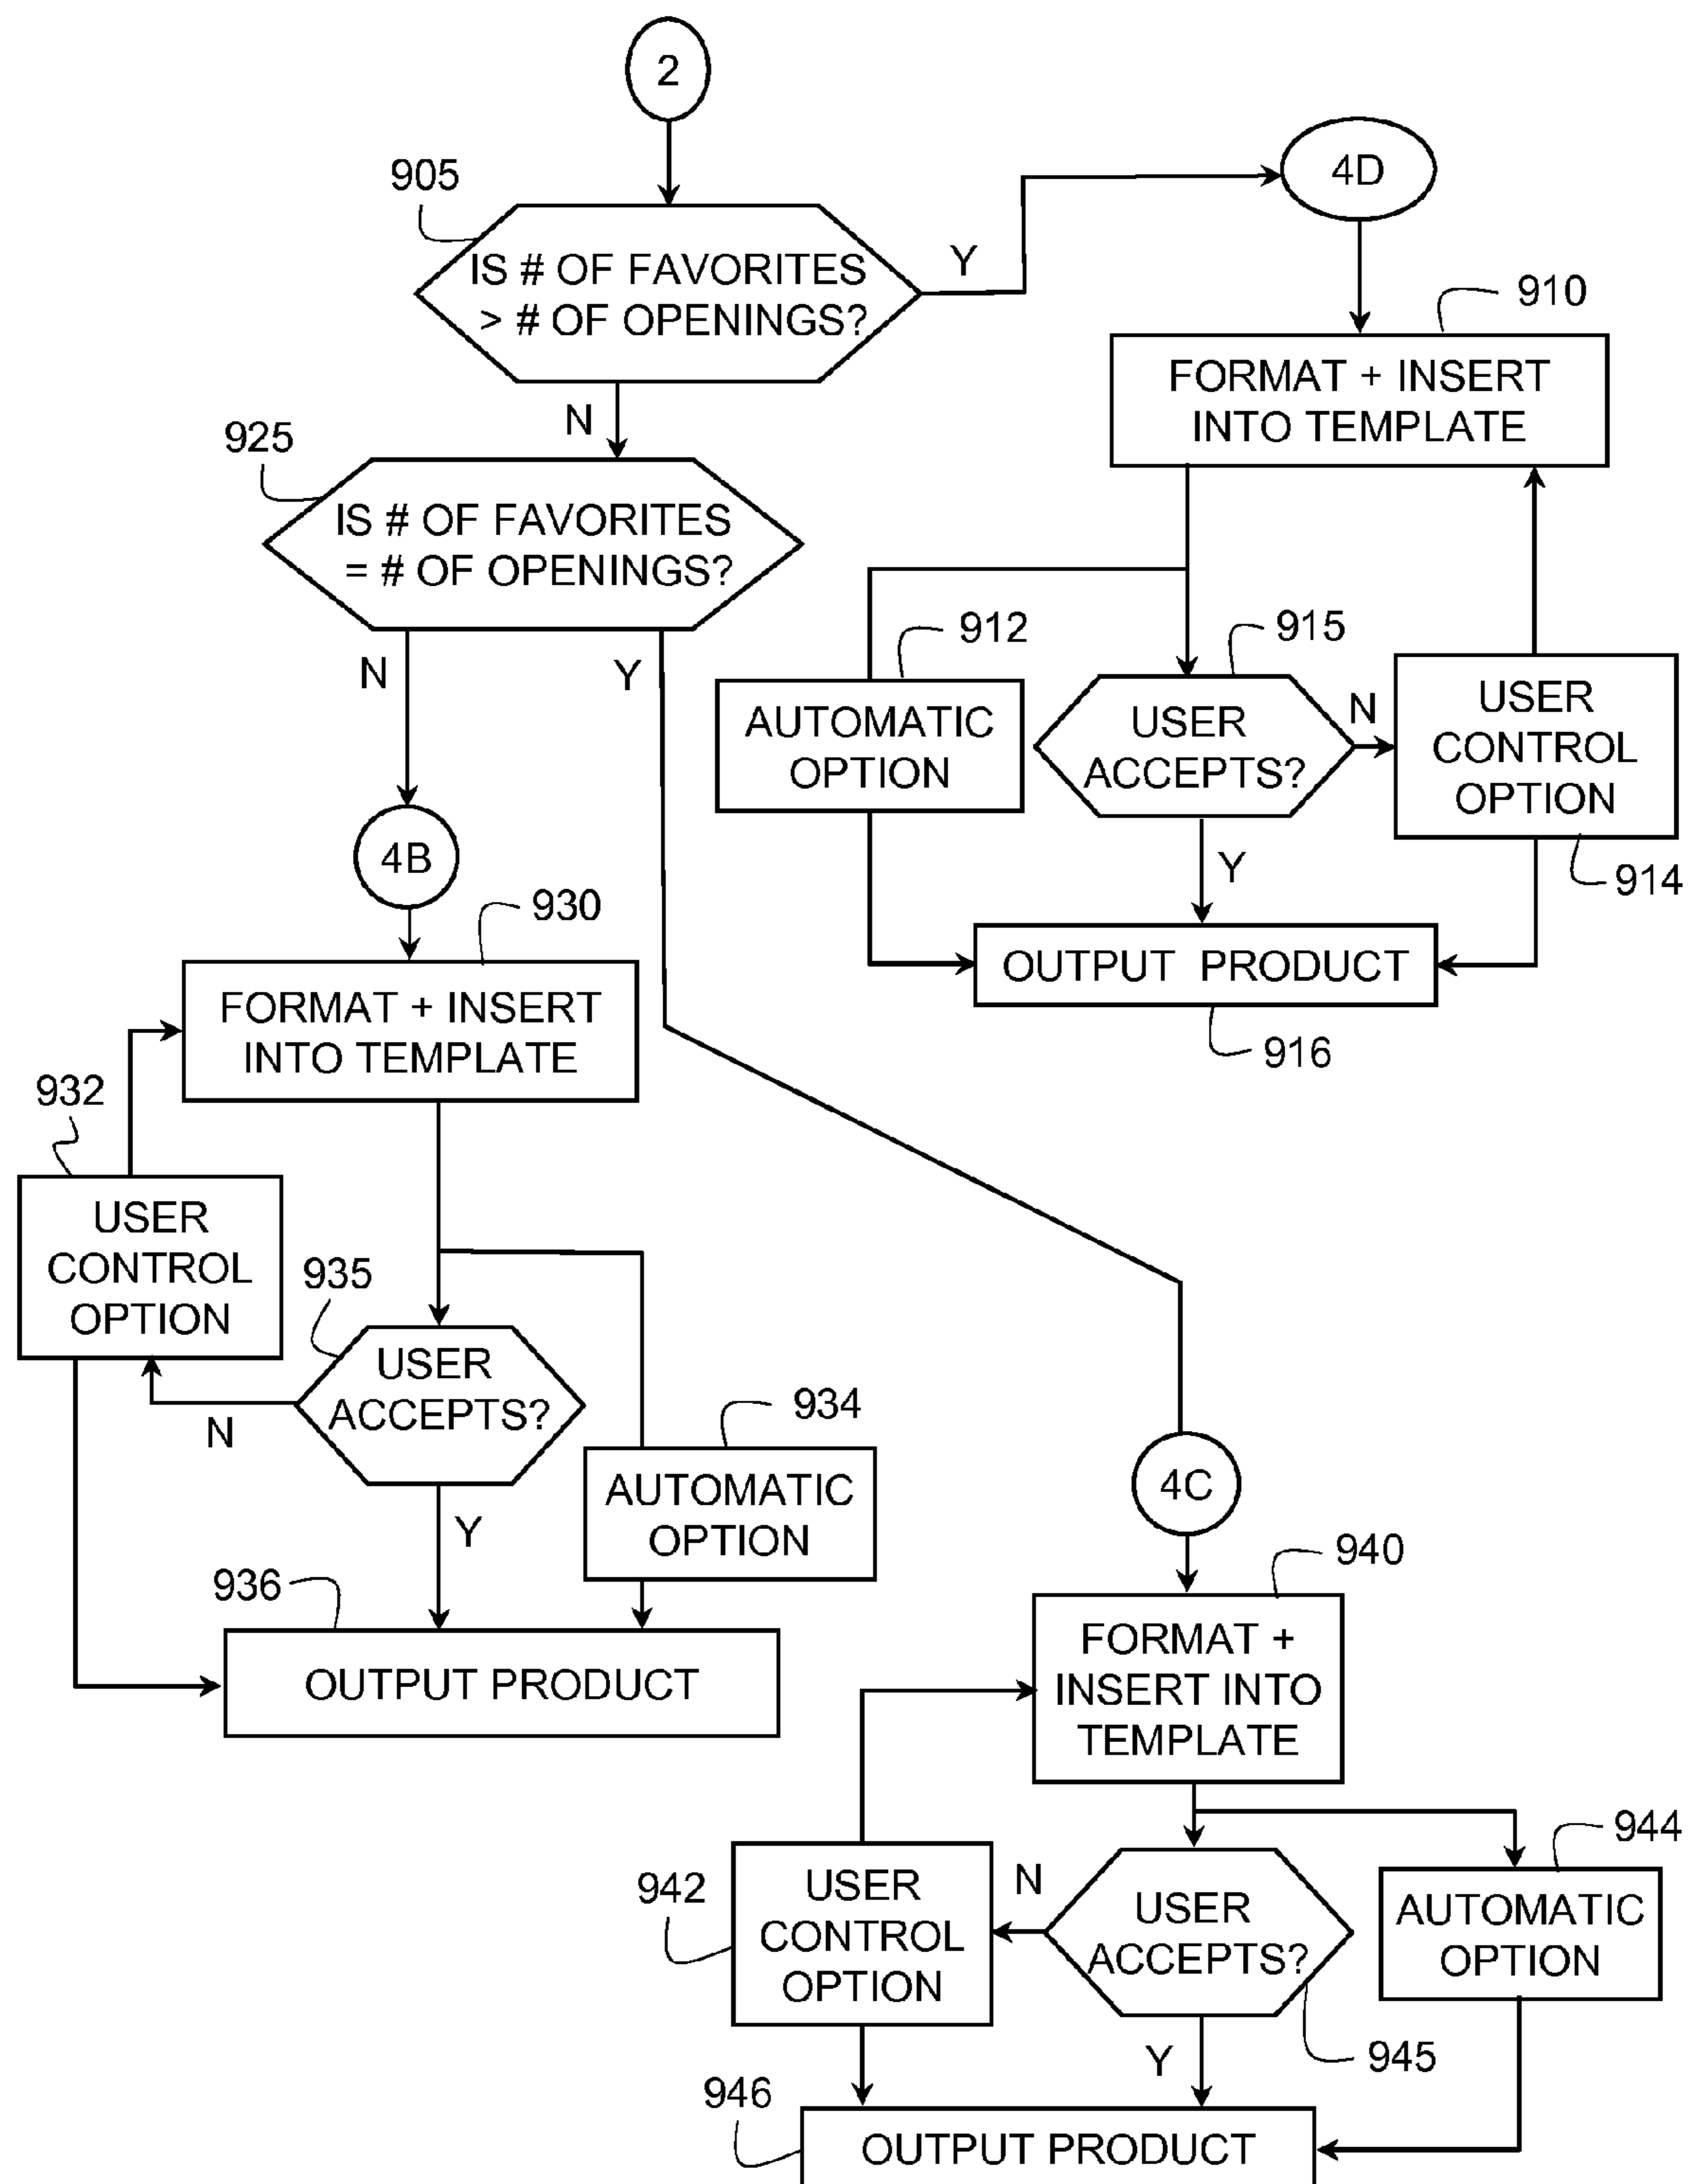 2
905
IS # OF FAVORITES
> # OF OPENINGS?
Y
4D
910
FORMAT + INSERT
INTO TEMPLATE
N
925
IS # OF FAVORITES
= # OF OPENINGS?
N
Y
912
AUTOMATIC
OPTION
915
USER
ACCEPTS?
N
USER
CONTROL
OPTION
914
Y
OUTPUT PRODUCT
916
4B
930
FORMAT + INSERT
INTO TEMPLATE
932
USER
CONTROL
OPTION
935
USER
ACCEPTS?
N
Y
934
AUTOMATIC
OPTION
936
OUTPUT PRODUCT
4C
940
FORMAT +
INSERT INTO
TEMPLATE
942
USER
CONTROL
OPTION
N
USER
ACCEPTS?
945
Y
944
AUTOMATIC
OPTION
946
OUTPUT PRODUCT